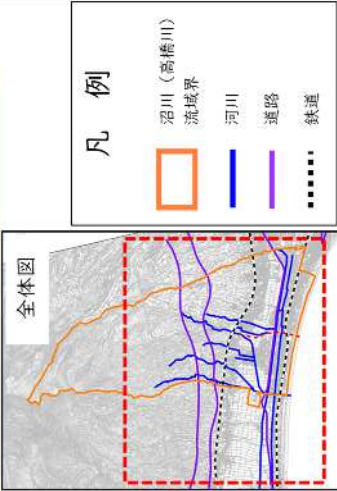 凡 例
沼川（高橋川）
流域界
河川
道路
鉄道
全体図